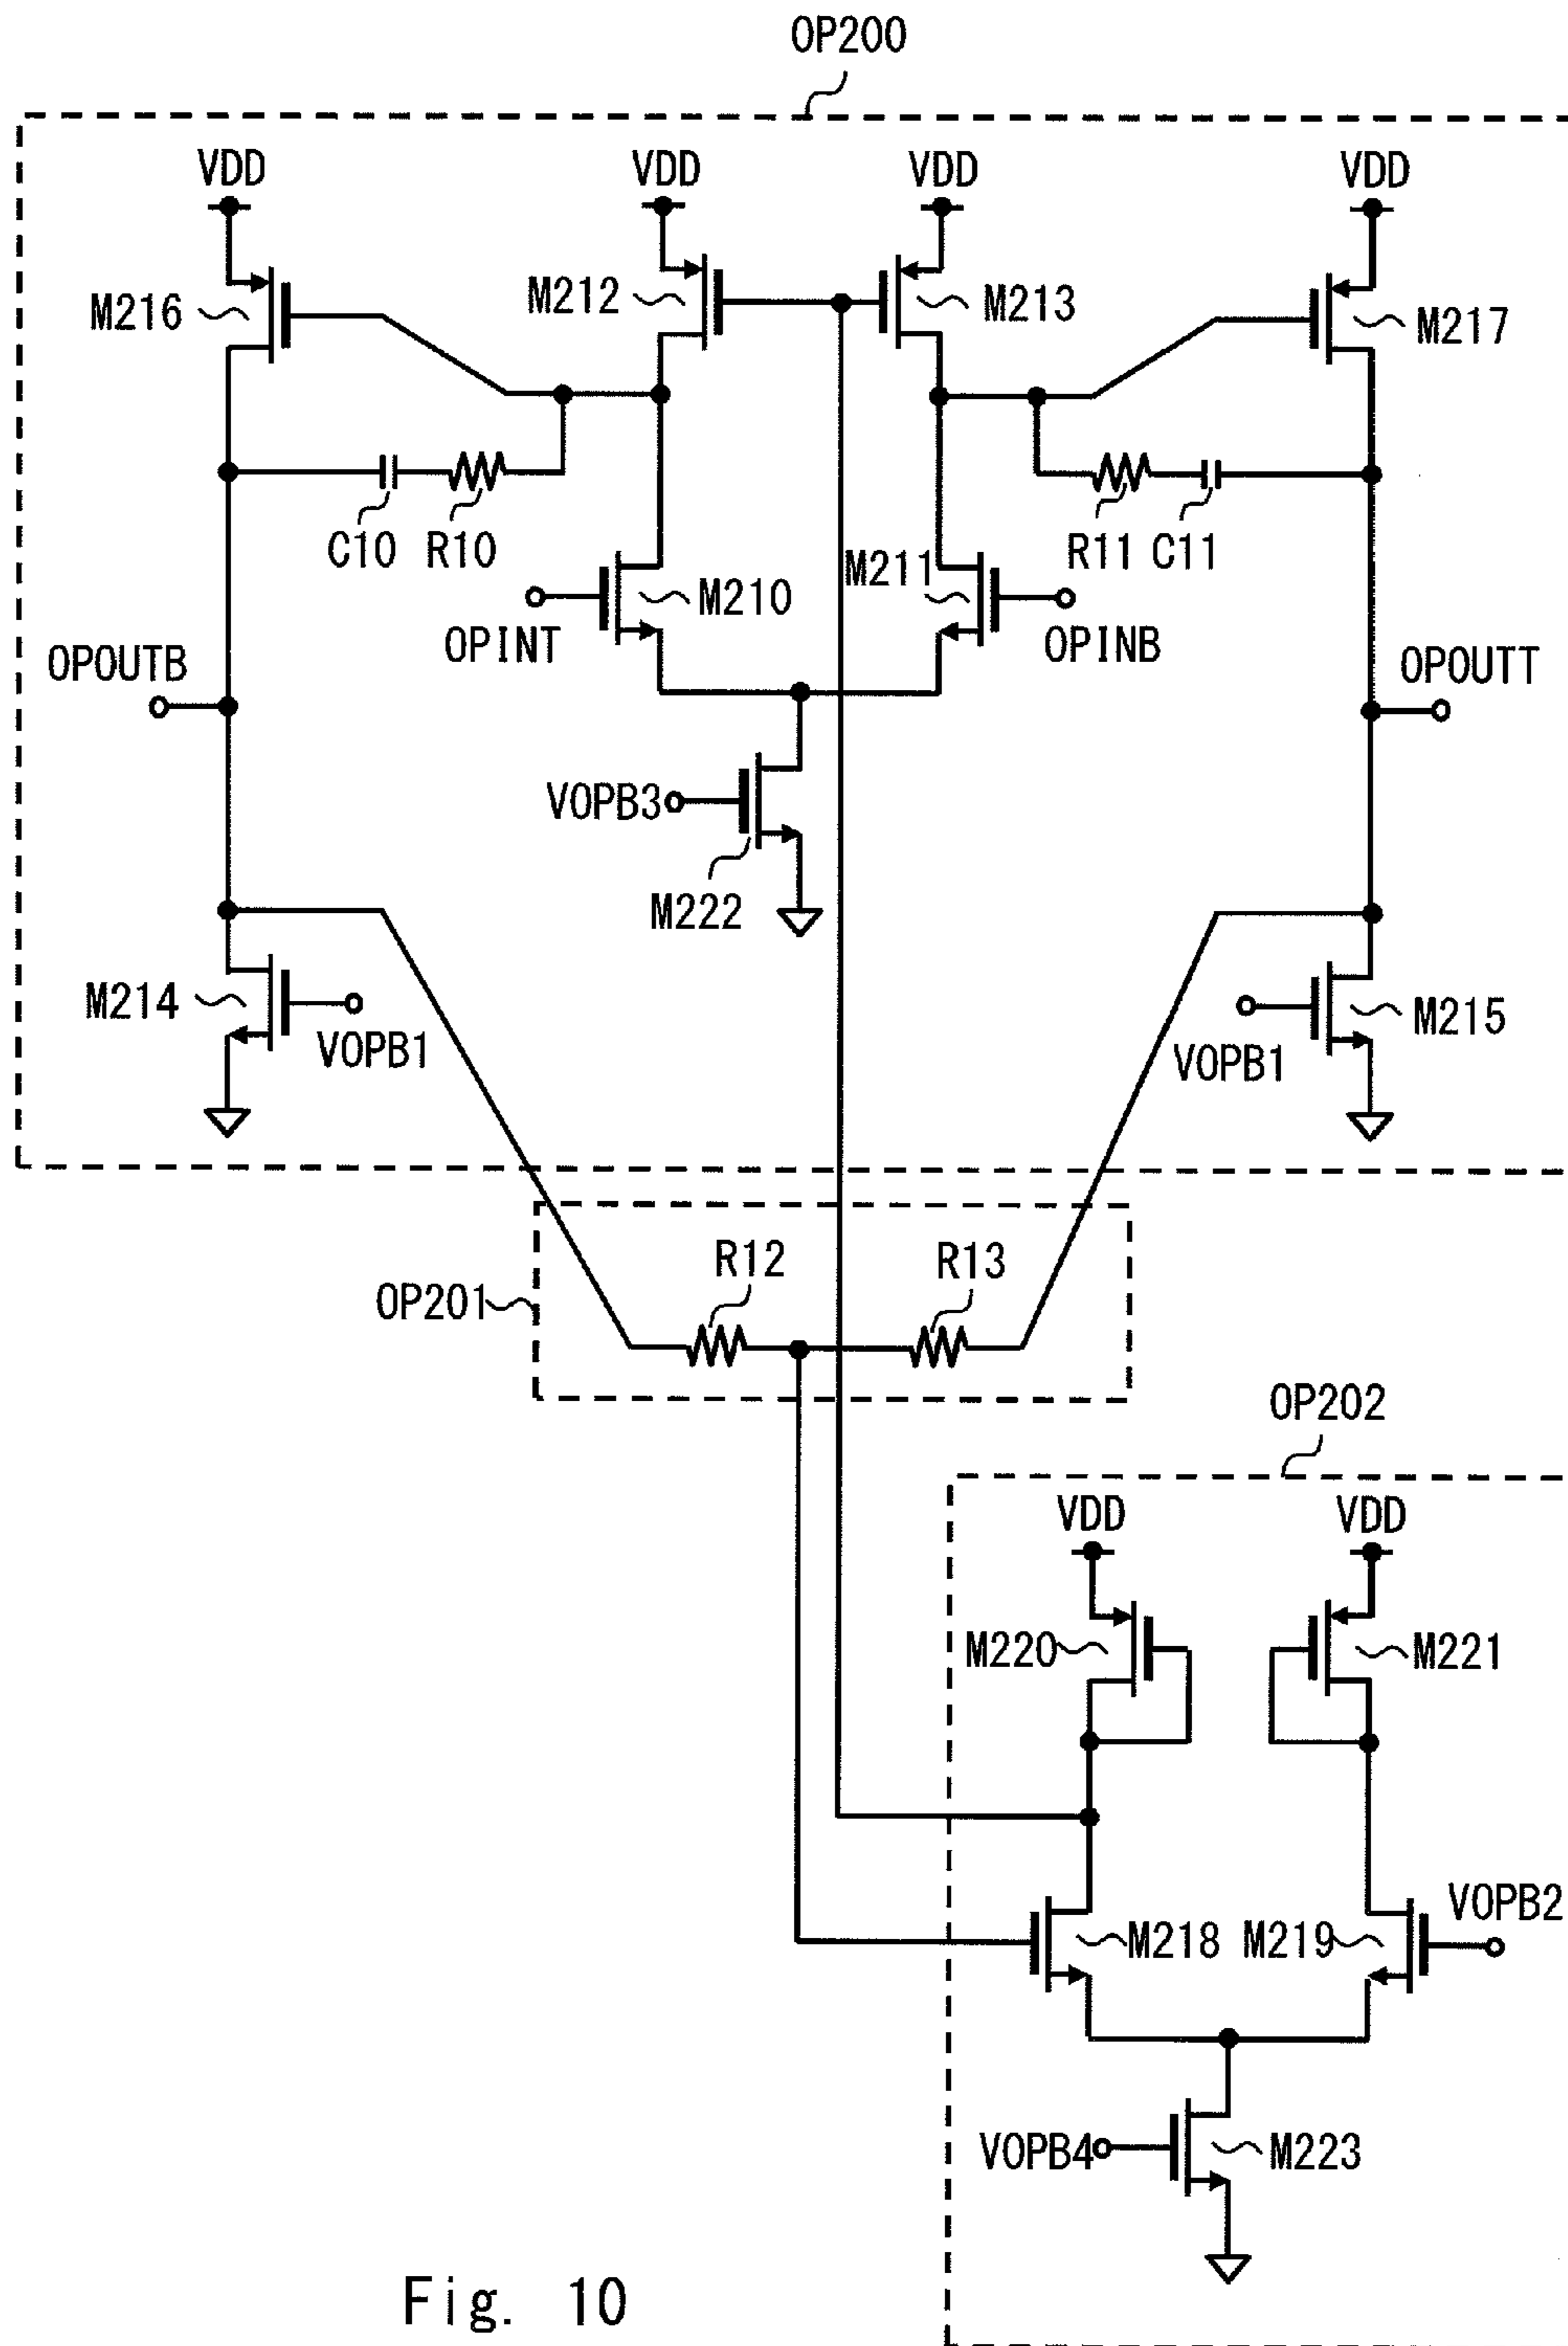 OP200
VDD VDD VDD VDD
M216 M212 M213 M217
C10 R10 R11 C11
M210 M211
OPINT OPINB
OPOUTB OPOUTT
VOPB3
M222
M214 M215
VOPB1 VOPB1
R12 R13
OP201
OP202
VDD VDD
M220 M221
VOPB2
M218 M219
VOPB4 M223
Fig. 10